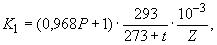 K₁ = (0,968P + 1) · 293/(273 + t) · 10⁻³/Z,